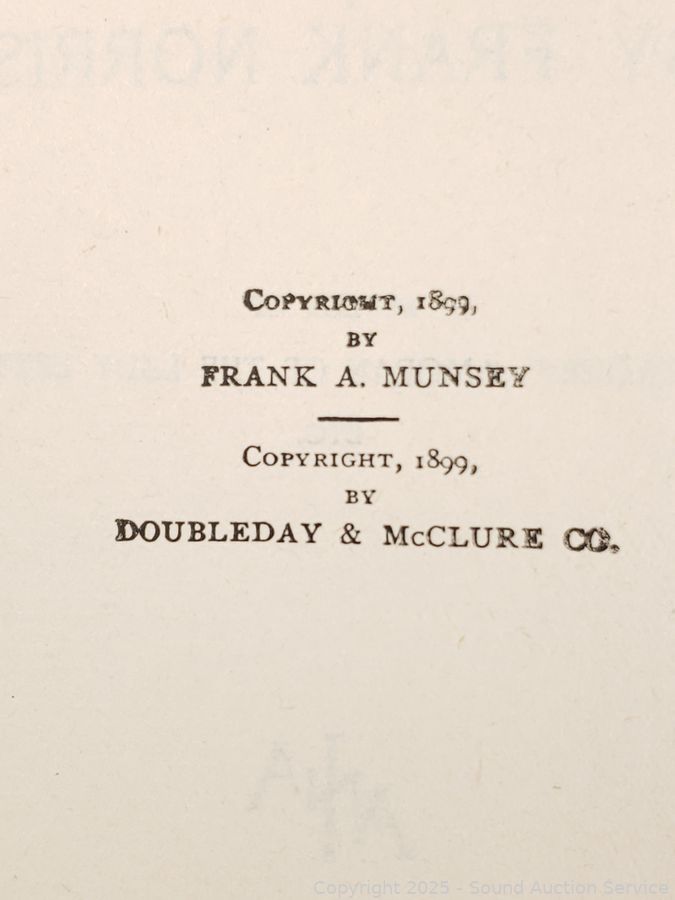 COPYRIGHT, 1899,
BY
FRANK A. MUNSEY
COPYRIGHT, 1899,
BY
DOUBLEDAY & McCLURE CO.
Copyright 2025 - Sound Auction Service